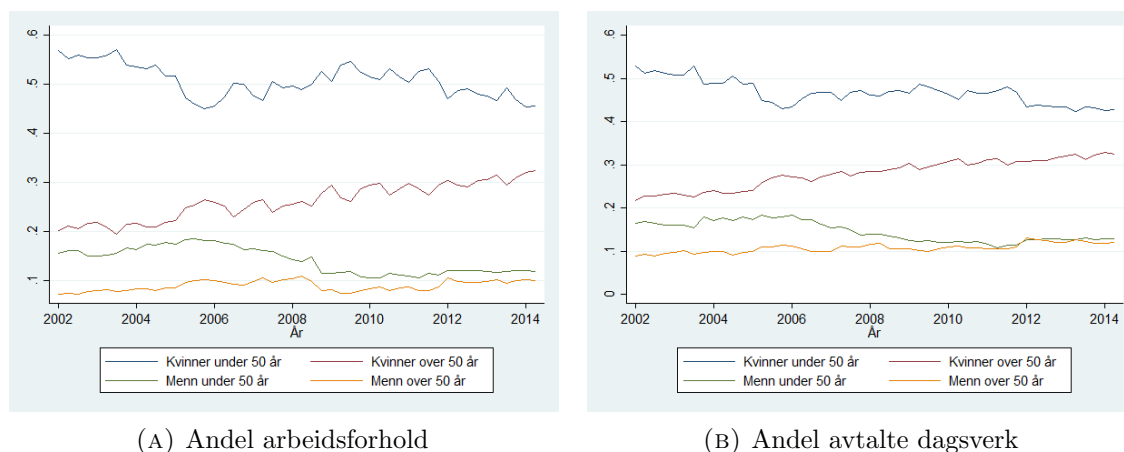 .6
.5
.4
.3
.2
.1
2002 2004 2006 2008 2010 2012 2014
År
Kvinner under 50 år Kvinner over 50 år
Menn under 50 år Menn over 50 år
(A) Andel arbeidsforhold
.6
.5
.4
.3
.2
.1
0
2002 2004 2006 2008 2010 2012 2014
År
Kvinner under 50 år Kvinner over 50 år
Menn under 50 år Menn over 50 år
(B) Andel avtalte dagsverk